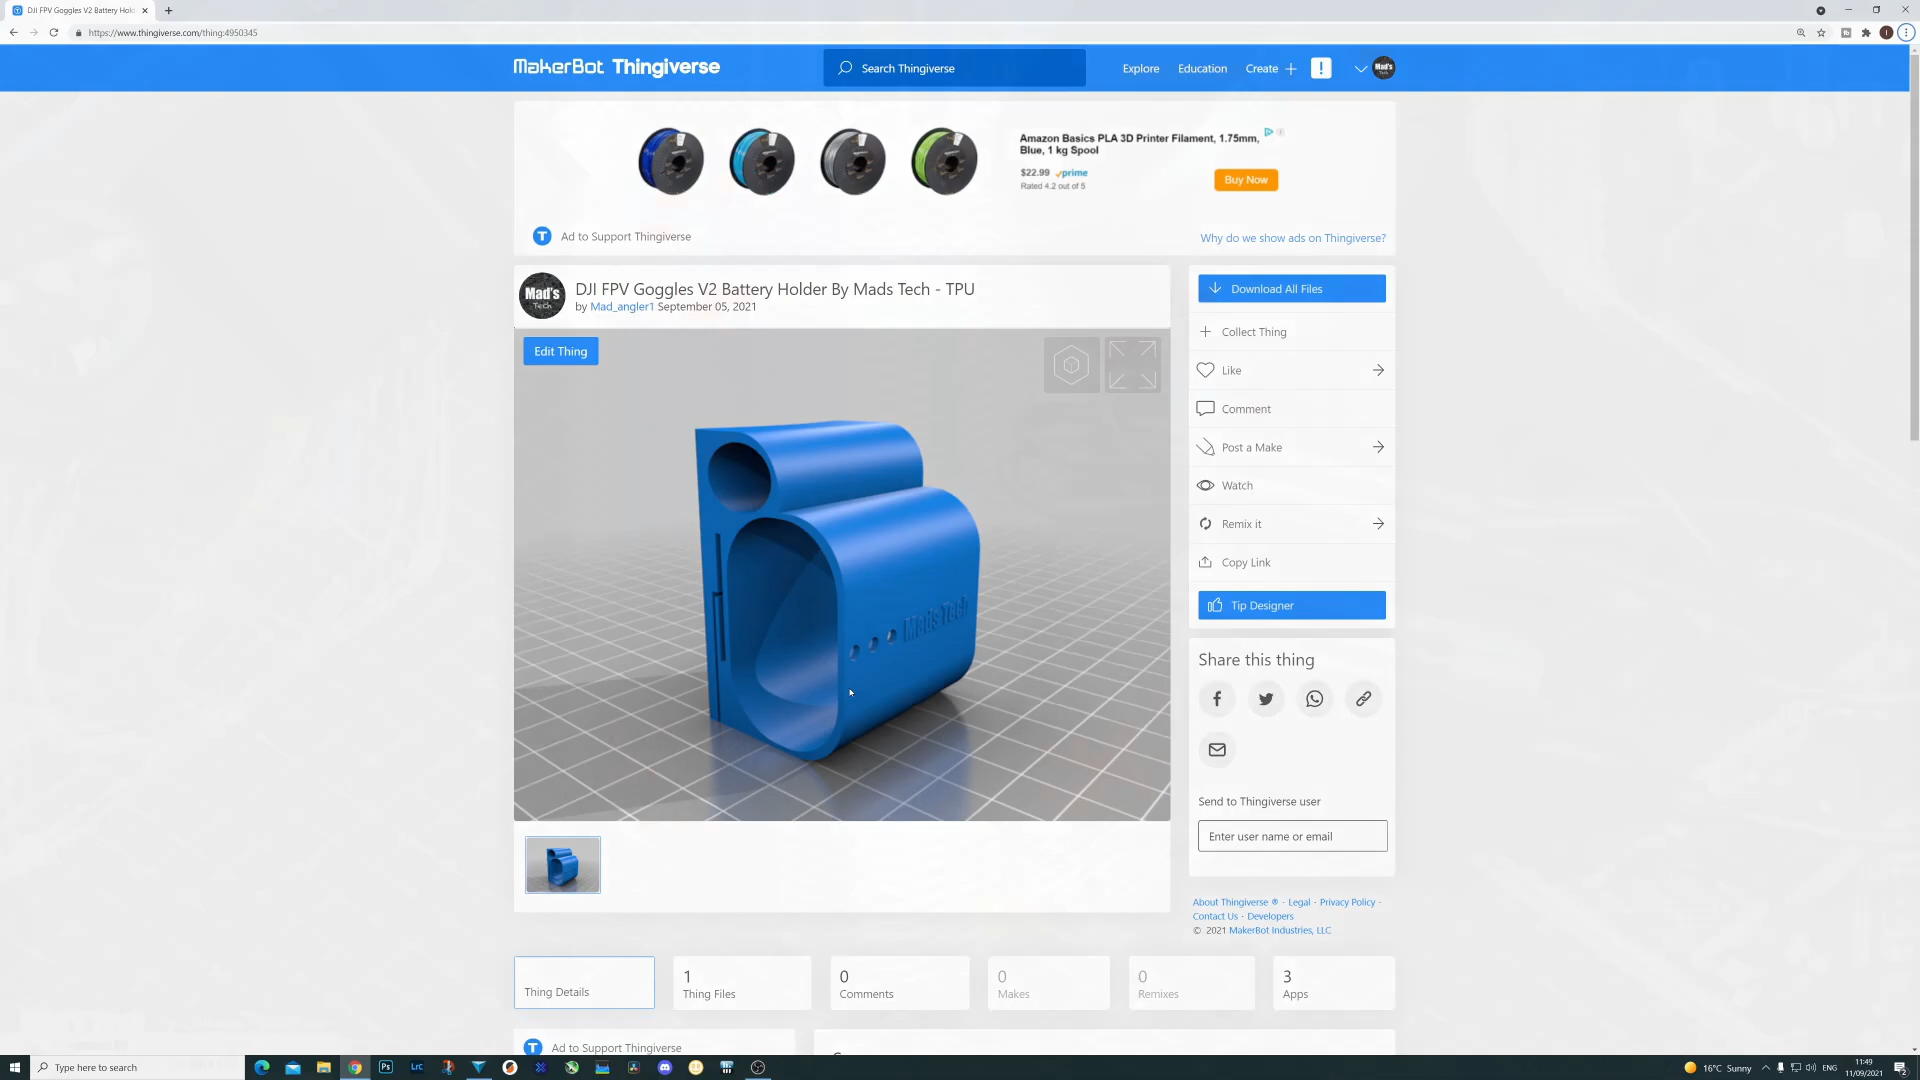 DJI FPV Goggles V2 Battery Hold
https://www.thingiverse.com/thing:4950345
MakerBot Thingiverse
Search Thingiverse
Explore
Education
Create
Mad's
Tech
Amazon Basics PLA 3D Printer Filament, 1.75mm,
Blue, 1 kg Spool
$22.99 prime
Rated 4.2 out of 5
Buy Now
Ad to Support Thingiverse
Why do we show ads on Thingiverse?
Mad's
Tech
DJI FPV Goggles V2 Battery Holder By Mads Tech - TPU
by Mad_angler1 September 05, 2021
Edit Thing
Mads Tech
Download All Files
Collect Thing
Like
Comment
Post a Make
Watch
Remix it
Copy Link
Tip Designer
Share this thing
Send to Thingiverse user
Enter user name or email
About Thingiverse ® · Legal · Privacy Policy ·
Contact Us · Developers
© 2021 MakerBot Industries, LLC
Thing Details
1
Thing Files
0
Comments
0
Makes
0
Remixes
3
Apps
Ad to Support Thingiverse
Type here to search
Ps
LrC
16°C Sunny
ENG
11:49
11/09/2021